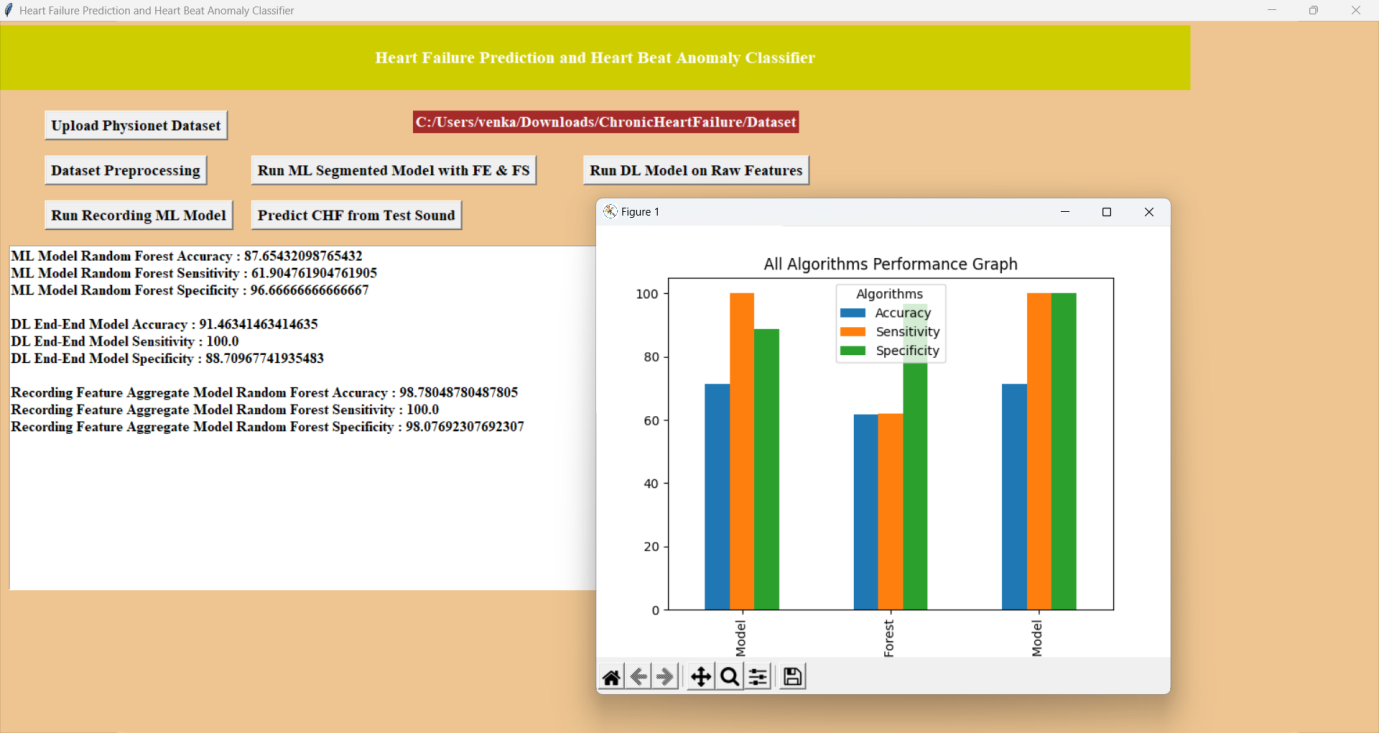 Heart Failure Prediction and Heart Beat Anomaly Classifier
Heart Failure Prediction and Heart Beat Anomaly Classifier
Upload Physionet Dataset
C:/Users/venka/Downloads/ChronicHeartFailure/Dataset
Dataset Preprocessing
Run ML Segmented Model with FE & FS
Run DL Model on Raw Features
Run Recording ML Model
Predict CHF from Test Sound
ML Model Random Forest Accuracy : 87.65432098765432
ML Model Random Forest Sensitivity : 61.904761904761905
ML Model Random Forest Specificity : 96.66666666666667
DL End-End Model Accuracy : 91.46341463414635
DL End-End Model Sensitivity : 100.0
DL End-End Model Specificity : 88.70967741935483
Recording Feature Aggregate Model Random Forest Accuracy : 98.78048780487805
Recording Feature Aggregate Model Random Forest Sensitivity : 100.0
Recording Feature Aggregate Model Random Forest Specificity : 98.07692307692307
Figure 1
All Algorithms Performance Graph
Algorithms
Accuracy
Sensitivity
Specificity
100
80
60
40
20
0
Model
Forest
Model